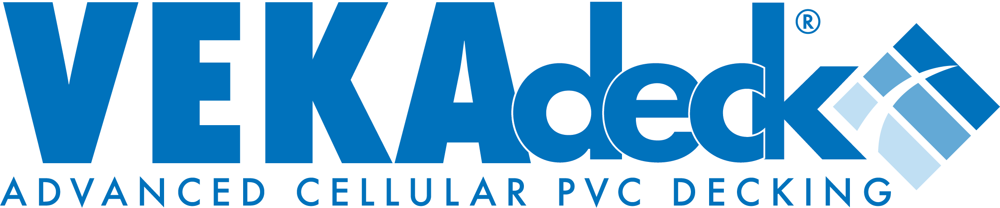 VEKAdeck®
ADVANCED CELLULAR PVC DECKING